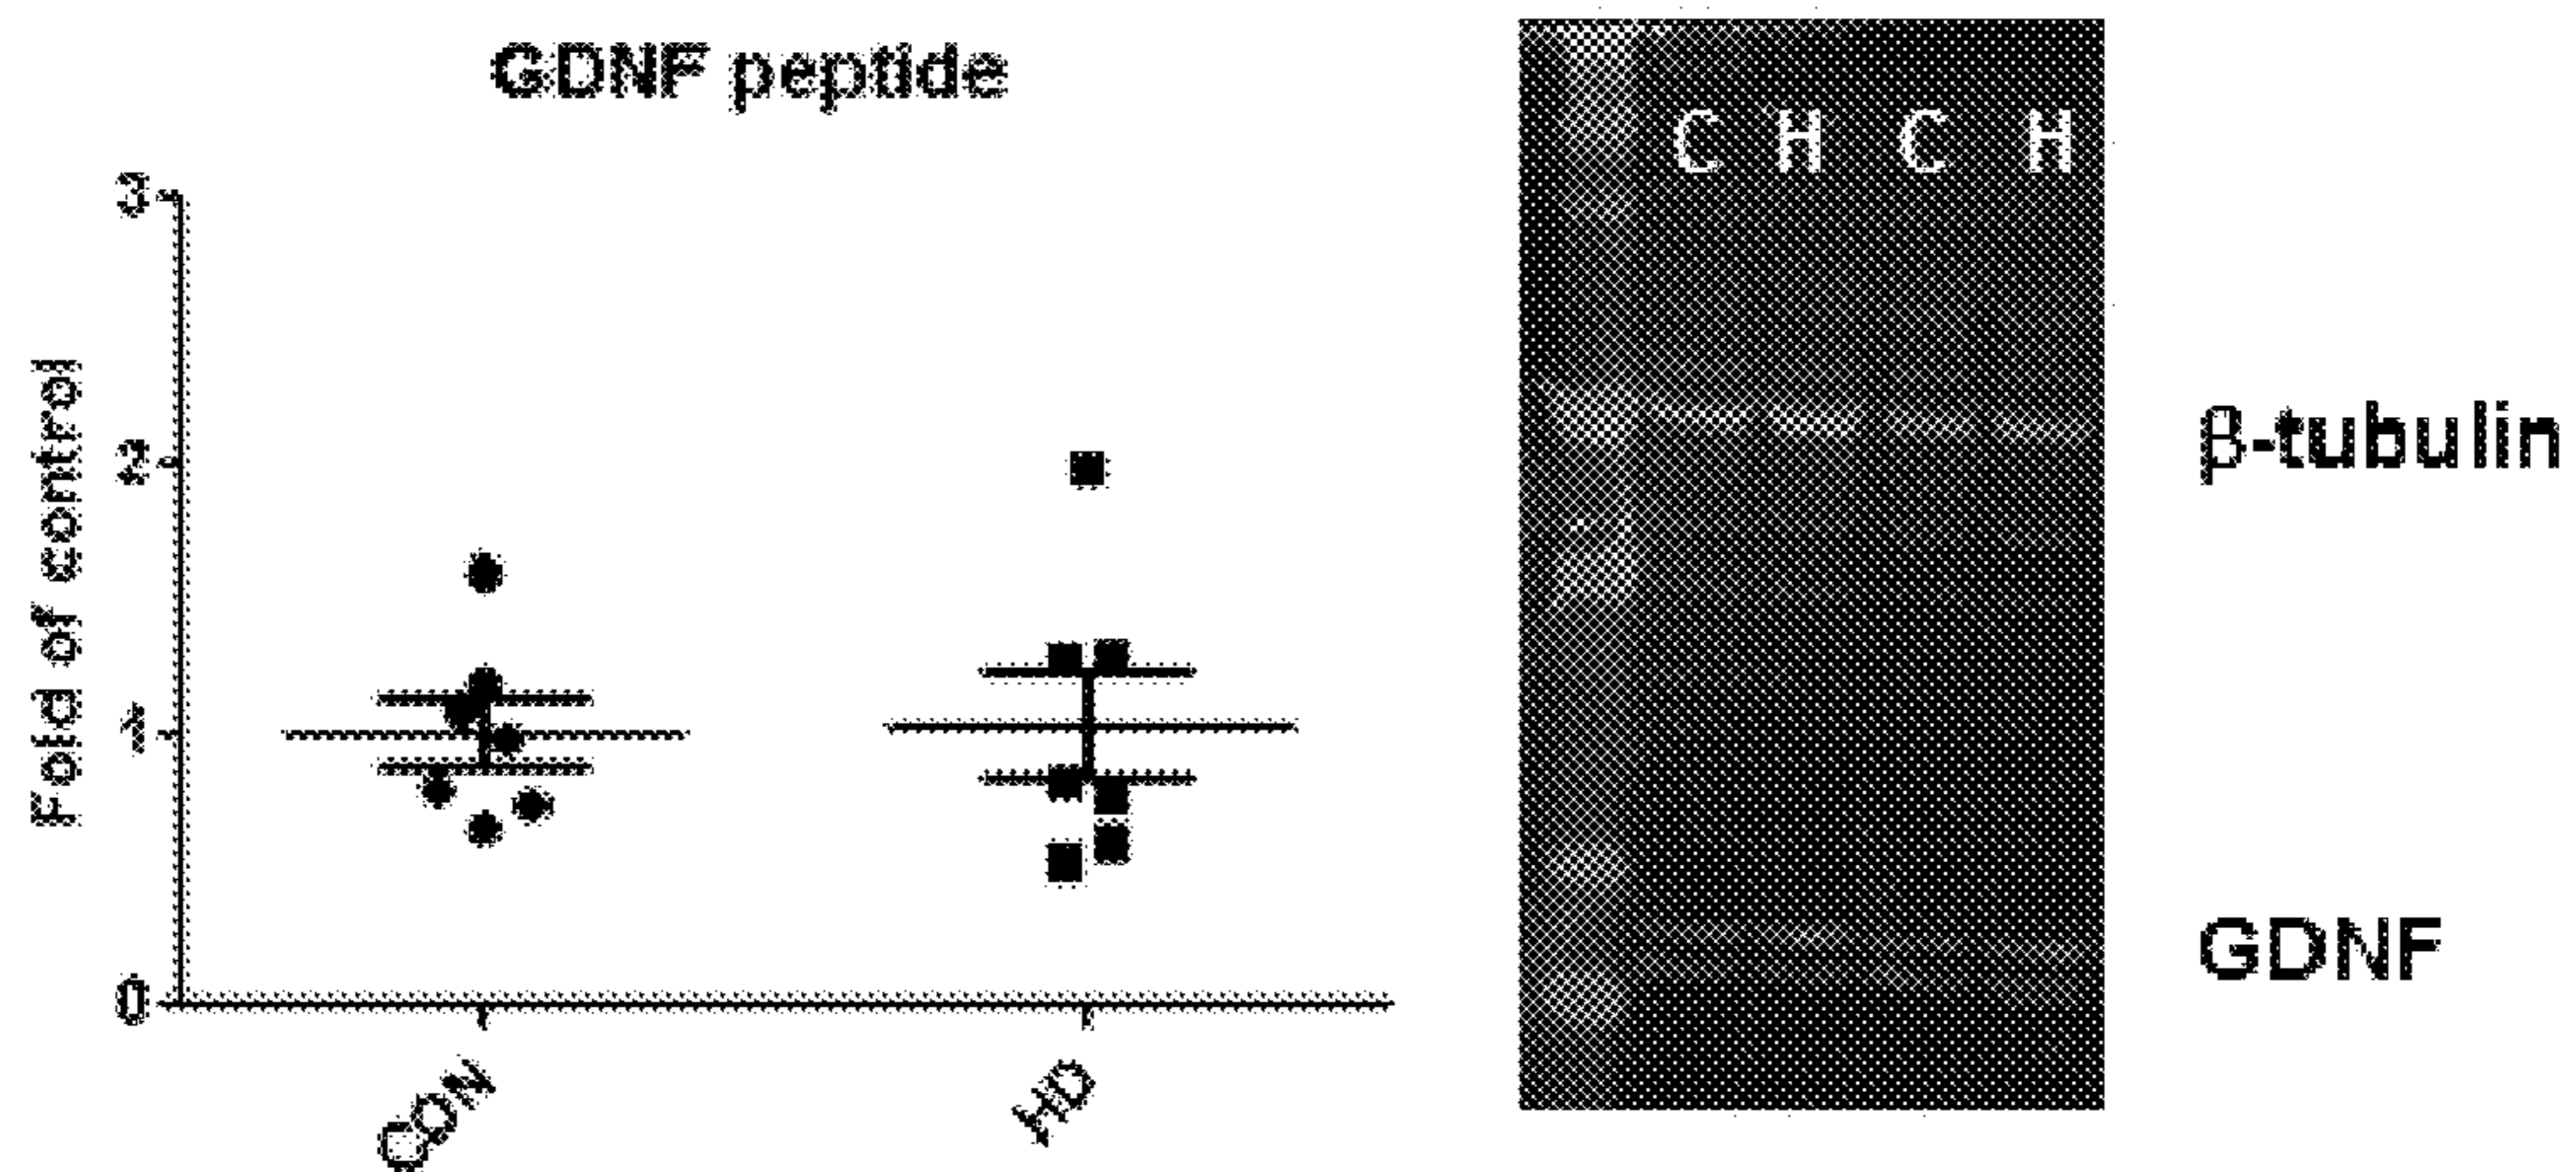 GDNF peptide
Fold of control
3
2
1
0
CON
HD
C H C H
β-tubulin
GDNF